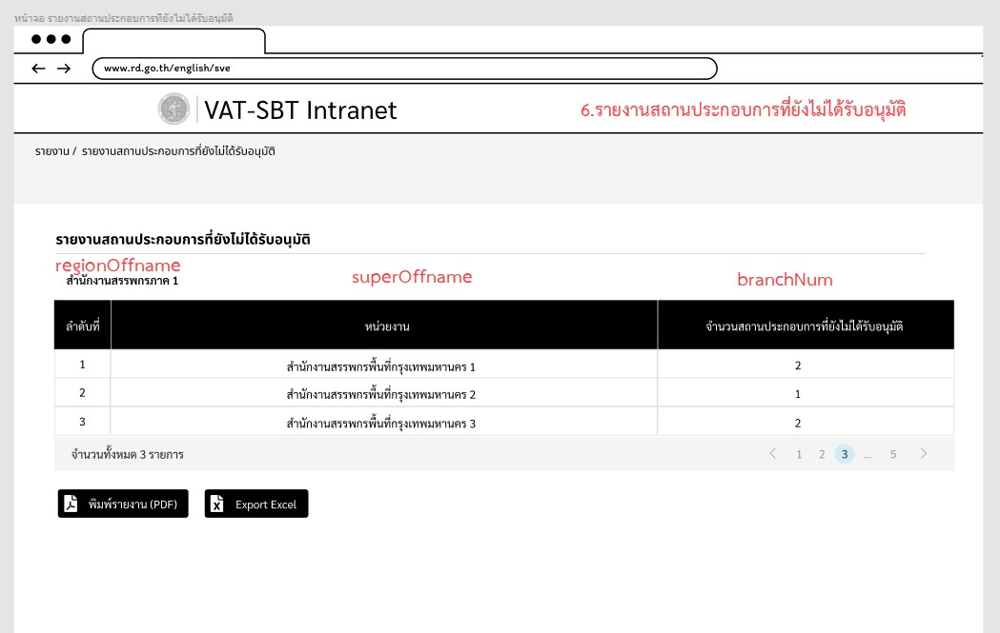 หน้าจอ รายงานสถานประกอบการที่ยังไม่ได้รับอนุมัติ
www.rd.go.th/english/sve
VAT-SBT Intranet
6.รายงานสถานประกอบการที่ยังไม่ได้รับอนุมัติ
รายงาน / รายงานสถานประกอบการที่ยังไม่ได้รับอนุมัติ
รายงานสถานประกอบการที่ยังไม่ได้รับอนุมัติ
regionOffname
สำนักงานสรรพกรภาค 1
superOffname
branchNum
ลำดับที่ หน่วยงาน จำนวนสถานประกอบการที่ยังไม่ได้รับอนุมัติ
1 สำนักงานสรรพกรพื้นที่กรุงเทพมหานคร 1 2
2 สำนักงานสรรพกรพื้นที่กรุงเทพมหานคร 2 1
3 สำนักงานสรรพกรพื้นที่กรุงเทพมหานคร 3 2
จำนวนทั้งหมด 3 รายการ 1 2 3 ... 5
พิมพ์รายงาน (PDF) Export Excel